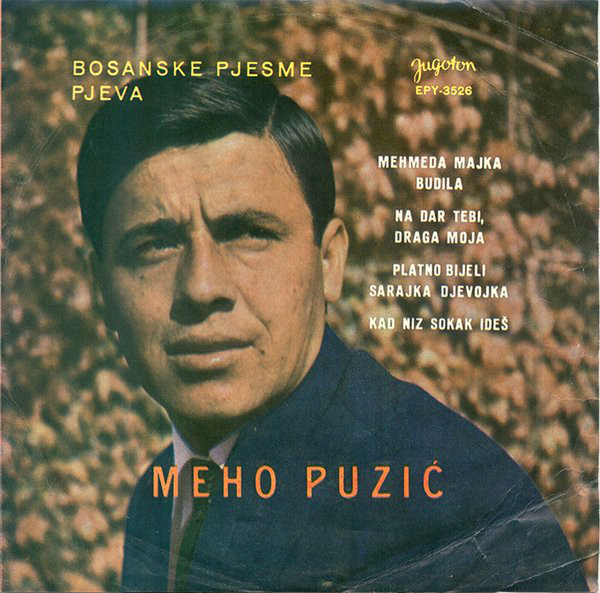 BOSANSKE PJESME
PJEVA
Jugoton
EPY-3526
MEHMEDA MAJKA
BUDILA
NA DAR TEBI,
DRAGA MOJA
PLATNO BIJELI
SARAJKA DJEVOJKA
KAD NIZ SOKAK IDEŠ
MEHO PUZIĆ